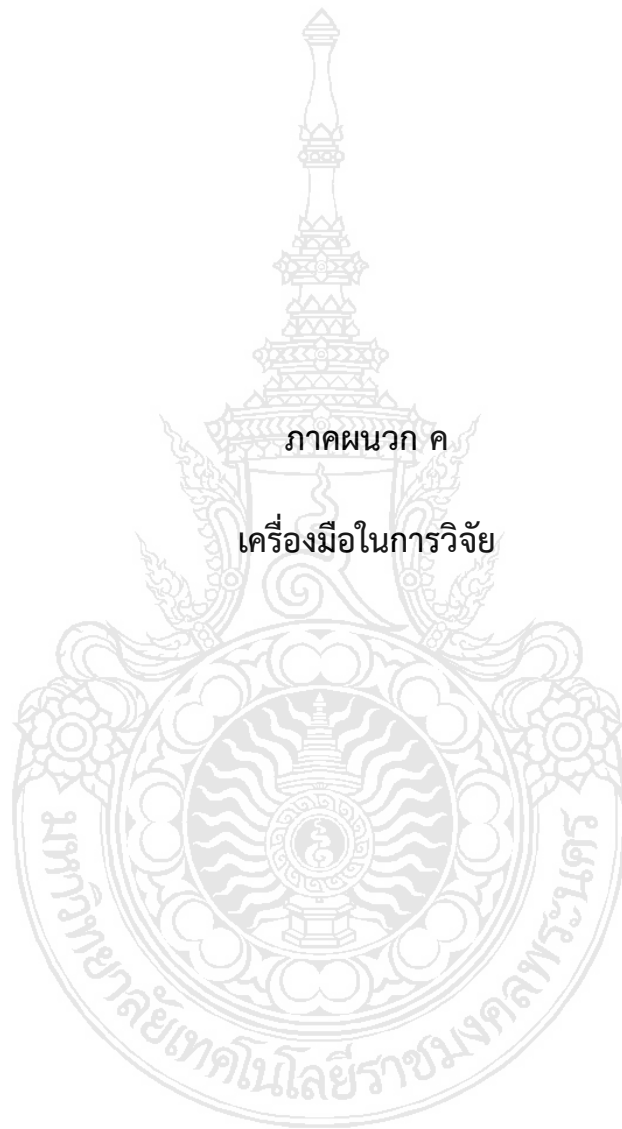 ภาคผนวก ค
เครื่องมือในการวิจัย
มหาวิทยาลัยเทคโนโลยีราชมงคลพระนคร